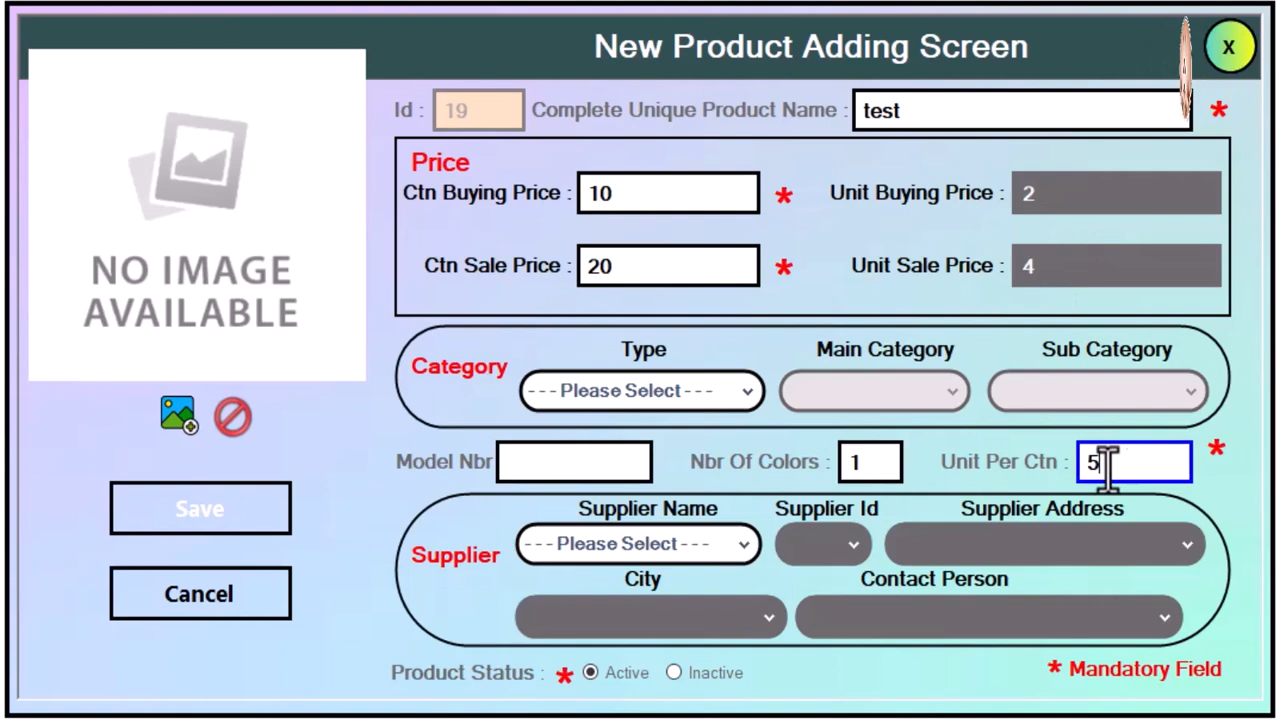 New Product Adding Screen
X
NO IMAGE
AVAILABLE
Id : 19 Complete Unique Product Name : test *
Price
Ctn Buying Price : 10 * Unit Buying Price : 2
Ctn Sale Price : 20 * Unit Sale Price : 4
Type Main Category Sub Category
Category
---Please Select---
Model Nbr Nbr Of Colors : 1 Unit Per Ctn : 5 *
Save
Supplier Name Supplier Id Supplier Address
---Please Select---
Supplier
City Contact Person
Cancel
Product Status : * Active Inactive * Mandatory Field